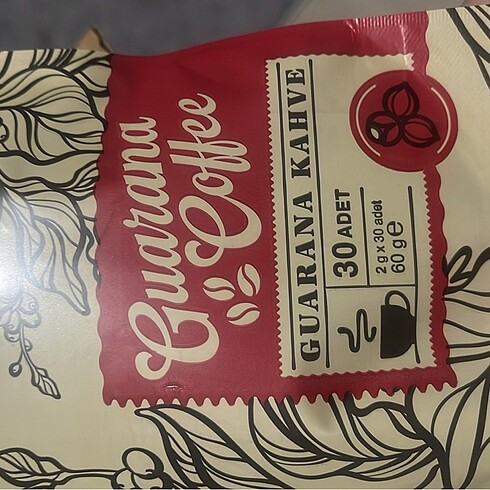 Guarana
Coffee
GUARANA KAHVE
30 ADET
2 g x 30 adet
60 g e